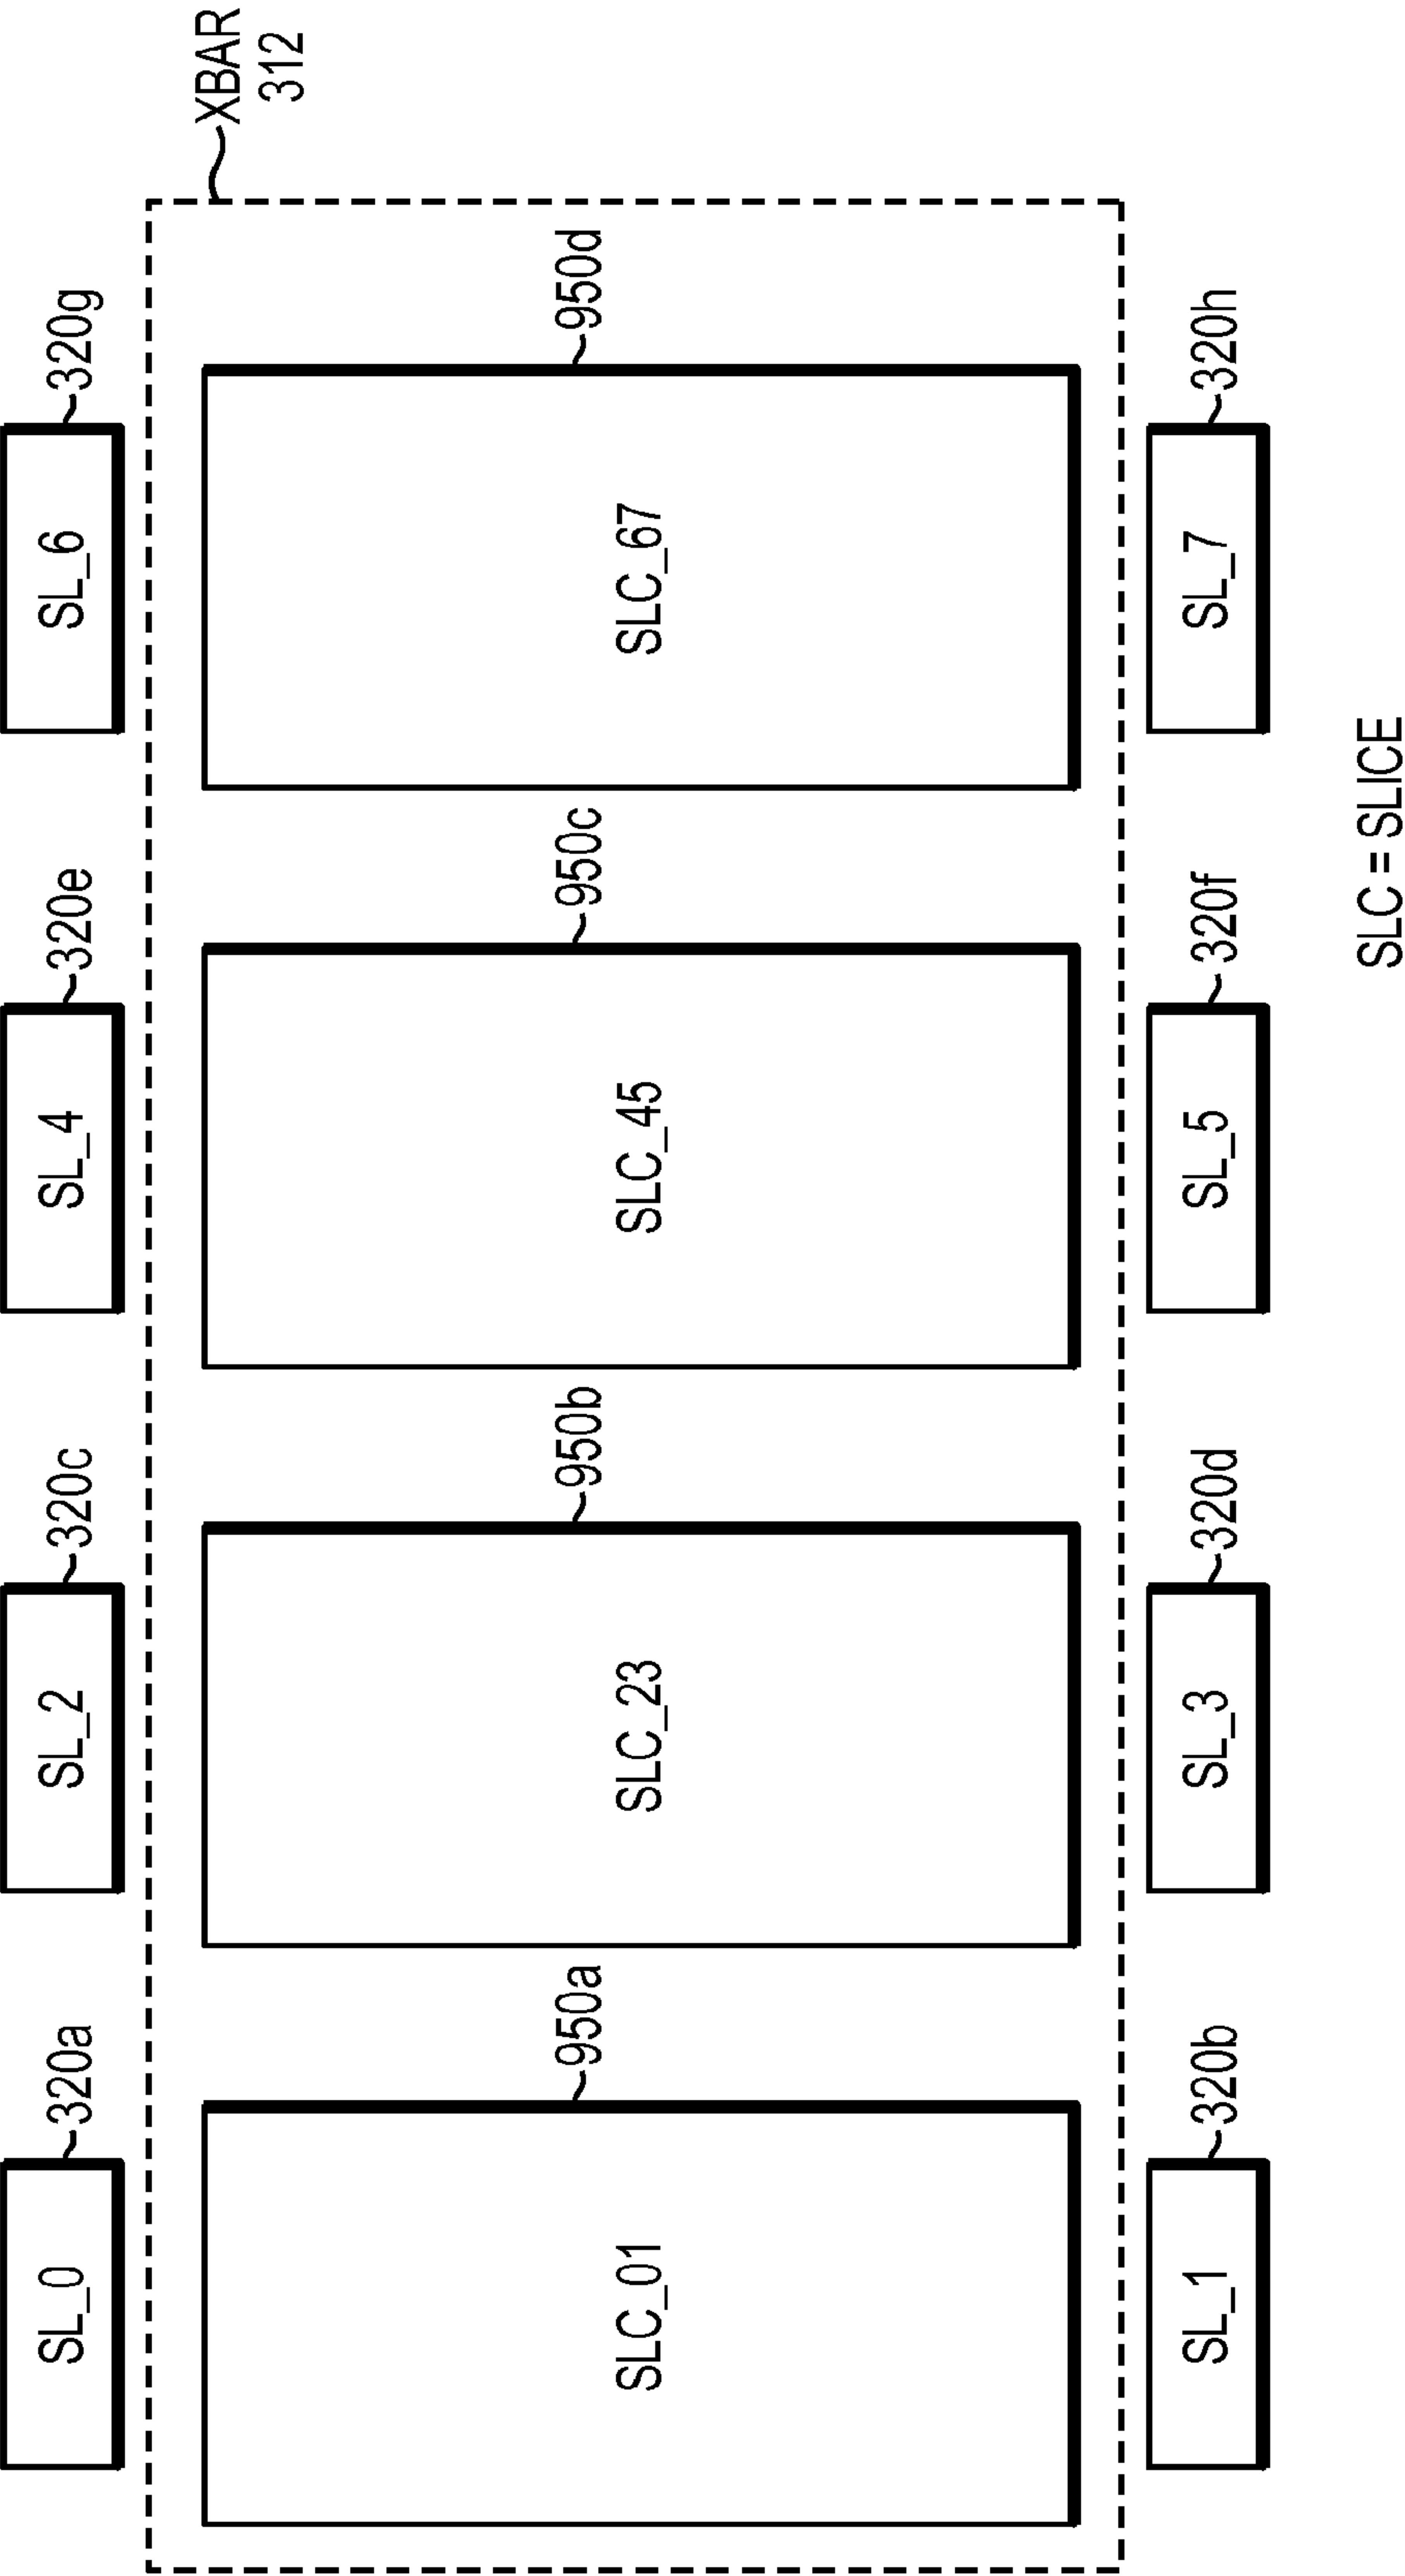 XBAR
312
320a
SL_0
320c
SL_2
320e
SL_4
320g
SL_6
950a
SLC_01
950b
SLC_23
950c
SLC_45
950d
SLC_67
320b
SL_1
320d
SL_3
320f
SL_5
320h
SL_7
SLC = SLICE